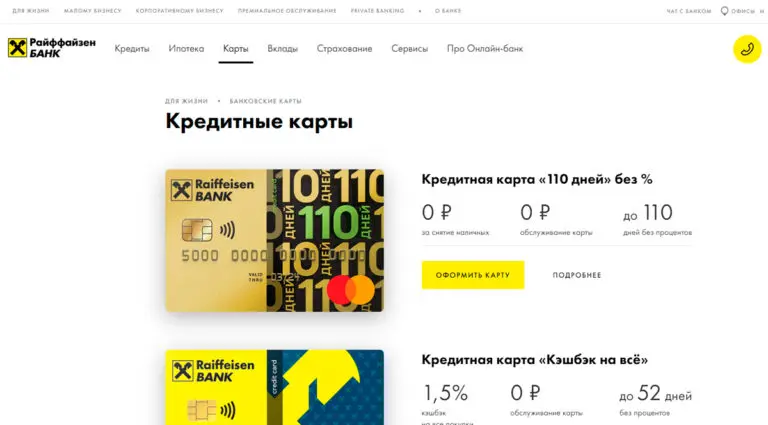 ДЛЯ ЖИЗНИ МАЛОМУ БИЗНЕСУ КОРПОРАТИВНОМУ БИЗНЕСУ ПРЕМИАЛЬНОЕ ОБСЛУЖИВАНИЕ PRIVATE BANKING • О БАНКЕ ЧАТ С БАНКОМ ОФИСЫ И
Райффайзен
БАНК
Кредиты Ипотека Карты Вклады Страхование Сервисы Про Онлайн-банк
ДЛЯ ЖИЗНИ • БАНКОВСКИЕ КАРТЫ
Кредитные карты
Raiffeisen
BANK
110
ДНЕЙ
5000 0000 0000 0000
VALID
THRU
03/24
Кредитная карта «110 дней» без %
0 ₽ 0 ₽ до 110
за снятие наличных обслуживание карты дней без процентов
ОФОРМИТЬ КАРТУ ПОДРОБНЕЕ
Raiffeisen
BANK
credit card
Кредитная карта «Кэшбэк на всё»
1,5% 0 ₽ до 52 дней
кэшбэк обслуживание карты без процентов
на все покупки